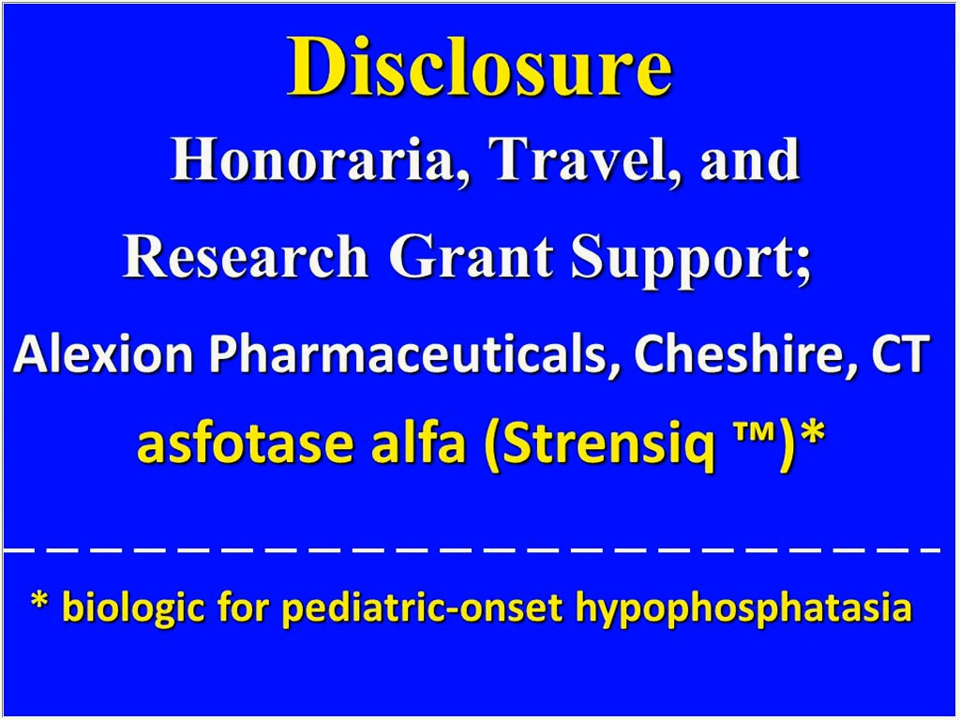 Disclosure
Honoraria, Travel, and
Research Grant Support;
Alexion Pharmaceuticals, Cheshire, CT
asfotase alfa (Strensiq ™)*
* biologic for pediatric-onset hypophosphatasia